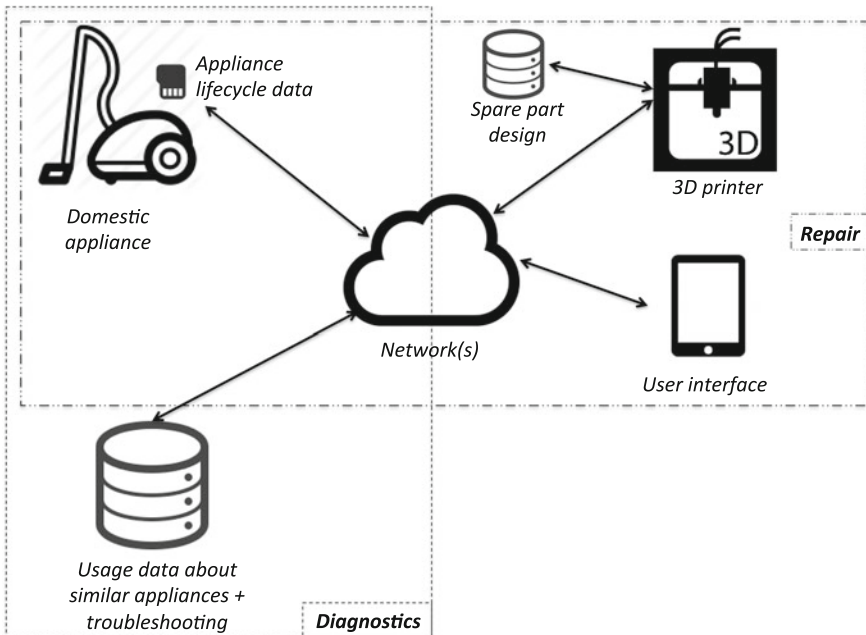 Appliance
lifecycle data
Domestic
appliance
Spare part
design
3D
3D printer
Repair
Network(s)
User interface
Usage data about
similar appliances +
troubleshooting
Diagnostics